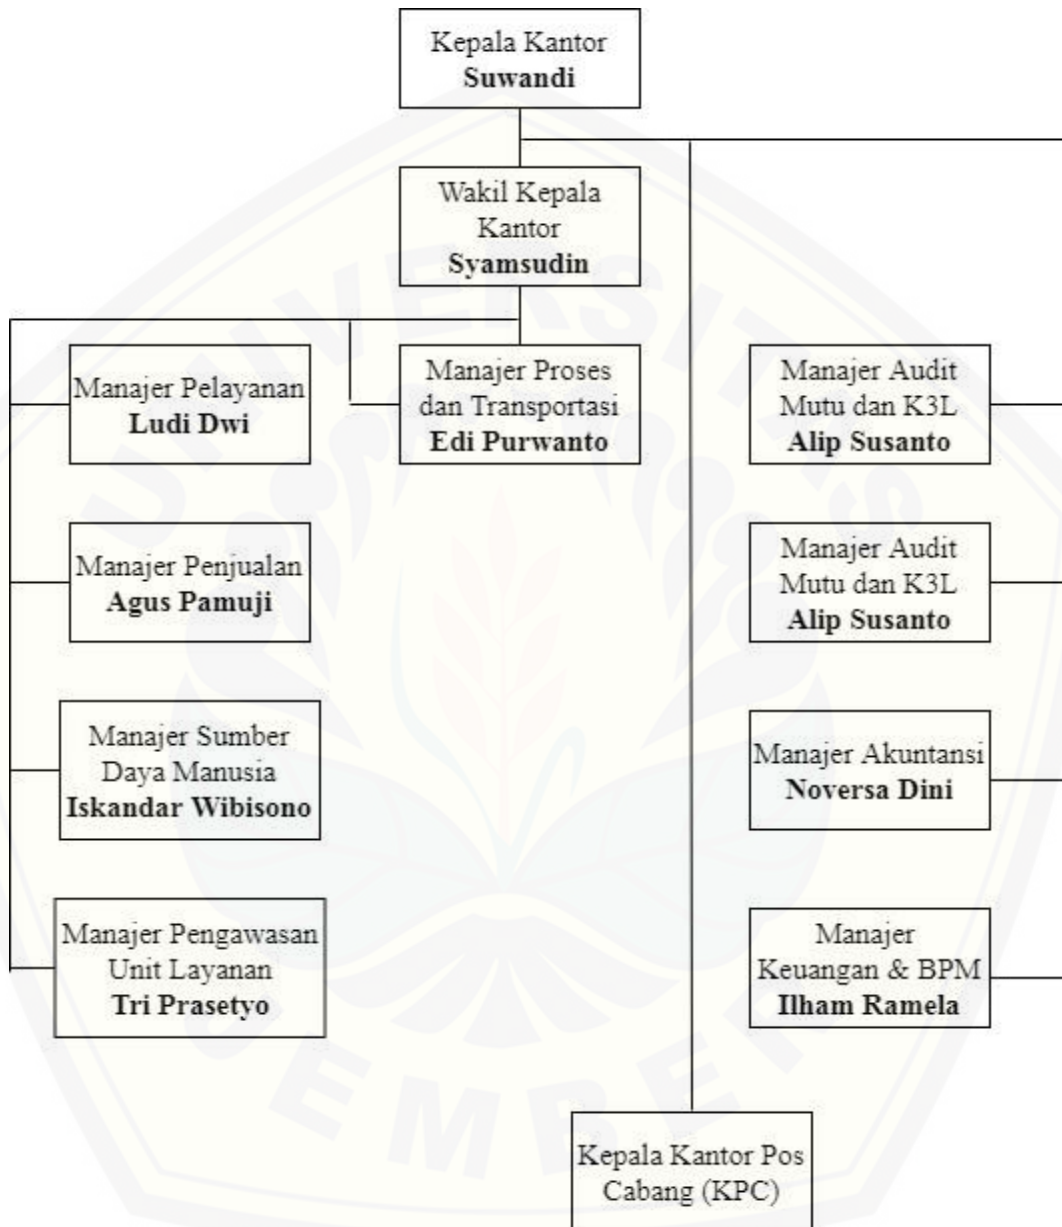 Kepala Kantor
Suwandi
Wakil Kepala
Kantor
Syamsudin
Manajer Pelayanan
Ludi Dwi
Manajer Proses
dan Transportasi
Edi Purwanto
Manajer Audit
Mutu dan K3L
Alip Susanto
Manajer Penjualan
Agus Pamuji
Manajer Audit
Mutu dan K3L
Alip Susanto
Manajer Sumber
Daya Manusia
Iskandar Wibisono
Manajer Akuntansi
Noversa Dini
Manajer Pengawasan
Unit Layanan
Tri Prasetyo
Manajer
Keuangan & BPM
Ilham Ramela
Kepala Kantor Pos
Cabang (KPC)
UNIVERSITAS
JEMBER